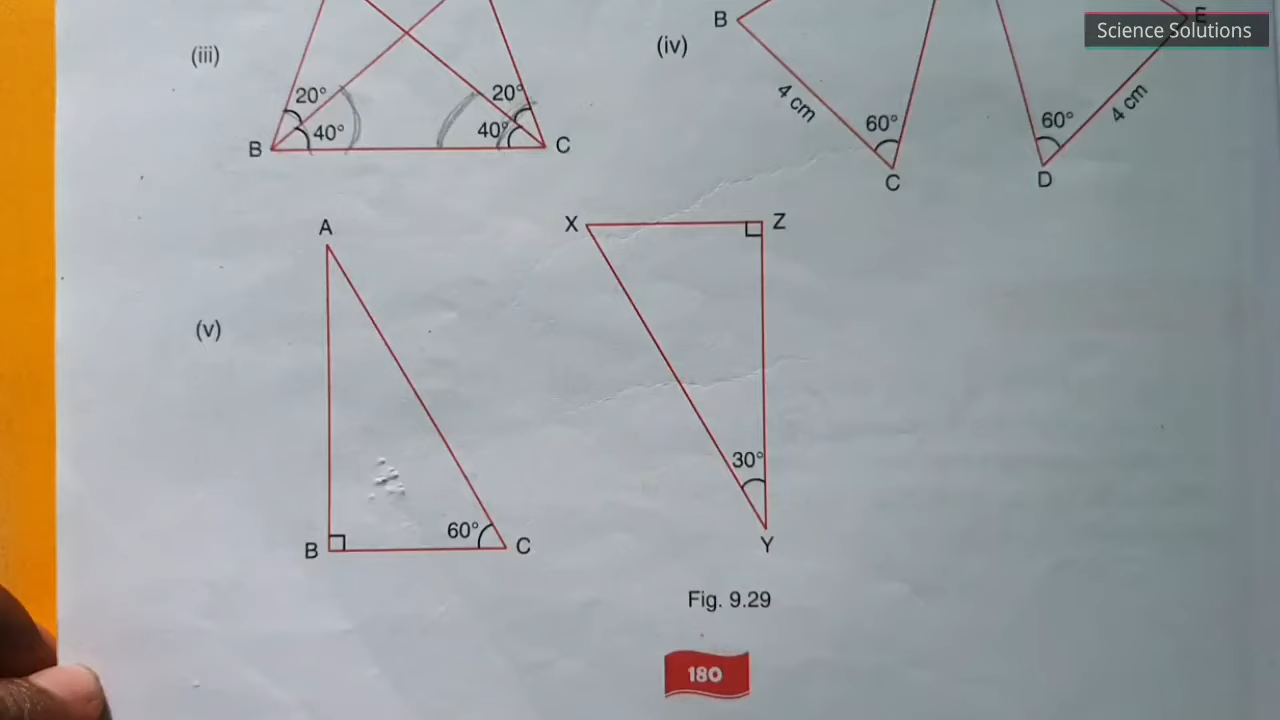 Science Solutions
(iii)
20°
40°
B
20°
40°
C
(iv)
B
4 cm
60°
C
60°
D
4 cm
E
(v)
A
B
60°
C
X
Z
30°
Y
Fig. 9.29
180